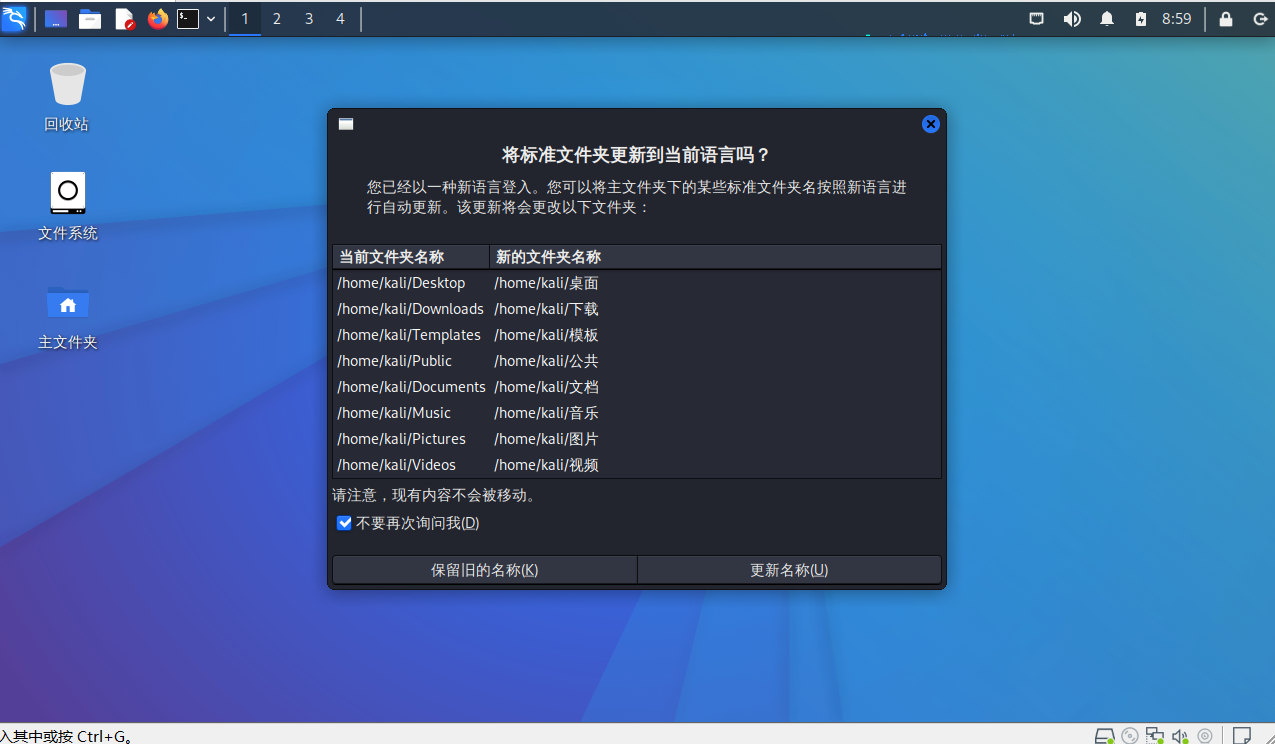 1 2 3 4 8:59
回收站
文件系统
主文件夹
将标准文件夹更新到当前语言吗？
您已经以一种新语言登入。您可以将主文件夹下的某些标准文件夹名按照新语言进
行自动更新。该更新将会更改以下文件夹：
当前文件夹名称 新的文件夹名称
/home/kali/Desktop /home/kali/桌面
/home/kali/Downloads /home/kali/下载
/home/kali/Templates /home/kali/模板
/home/kali/Public /home/kali/公共
/home/kali/Documents /home/kali/文档
/home/kali/Music /home/kali/音乐
/home/kali/Pictures /home/kali/图片
/home/kali/Videos /home/kali/视频
请注意，现有内容不会被移动。
不要再次询问我(D)
保留旧的名称(K) 更新名称(U)
入其中或按 Ctrl+G。